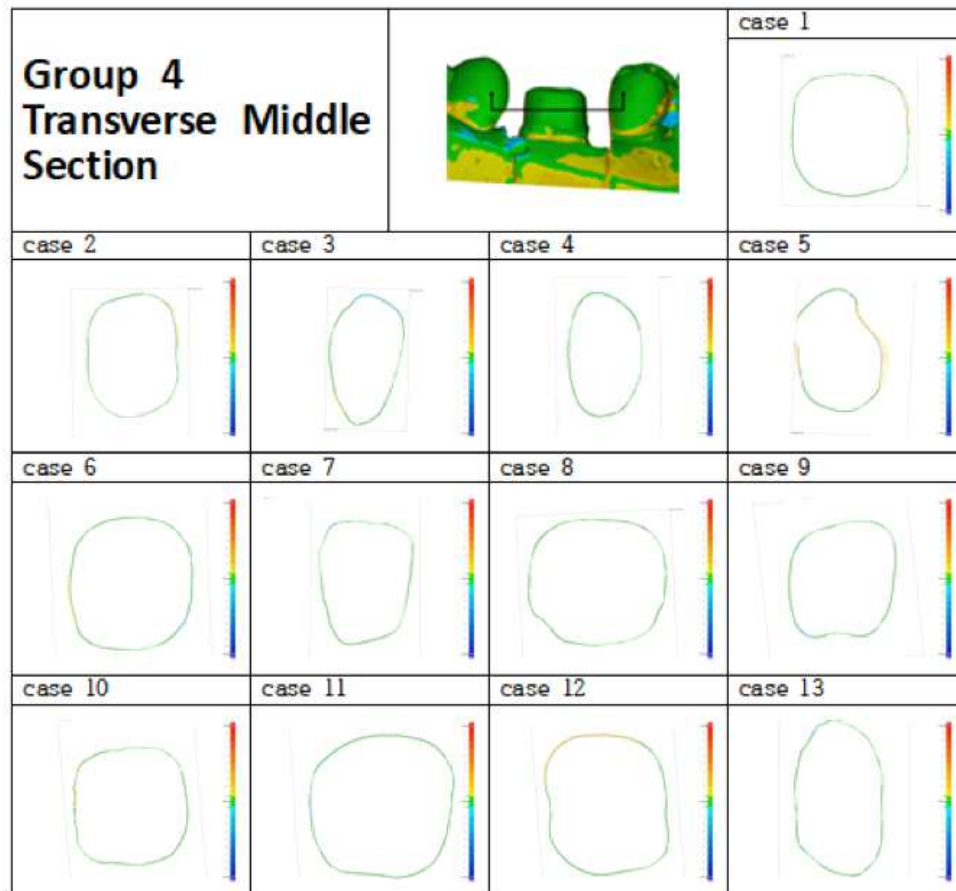 case 1
Group 4
Transverse Middle
Section
case 2
case 3
case 4
case 5
case 6
case 7
case 8
case 9
case 10
case 11
case 12
case 13